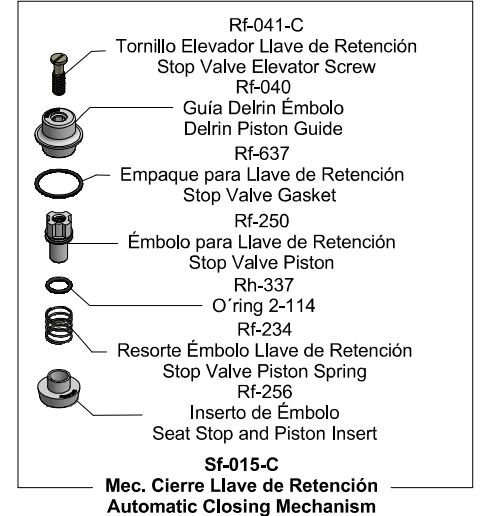 Rf-041-C
Tornillo Elevador Llave de Retención
Stop Valve Elevator Screw
Rf-040
Guía Delrin Émbolo
Delrin Piston Guide
Rf-637
Empaque para Llave de Retención
Stop Valve Gasket
Rf-250
Émbolo para Llave de Retención
Stop Valve Piston
Rh-337
O´ring 2-114
Rf-234
Resorte Émbolo Llave de Retención
Stop Valve Piston Spring
Rf-256
Inserto de Émbolo
Seat Stop and Piston Insert
Sf-015-C
Mec. Cierre Llave de Retención
Automatic Closing Mechanism